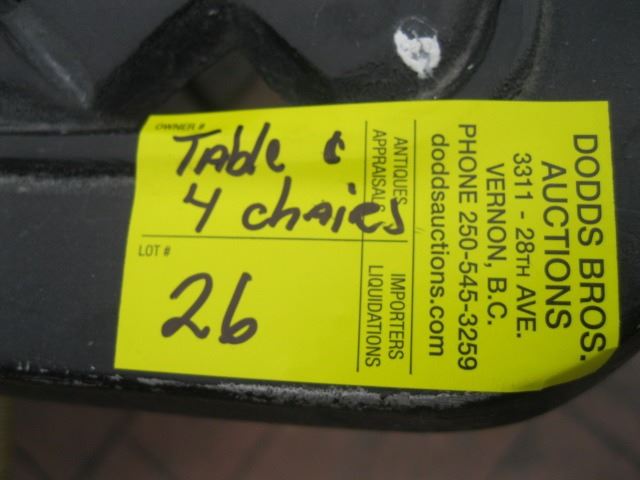 OWNER #
Table &
4 chaies
LOT #
26
ANTIQUES
APPRAISALS
IMPORTERS
LIQUIDATIONS
DODDS BROS.
AUCTIONS
3311 - 28TH AVE.
VERNON, B.C.
PHONE 250-545-3259
doddsauctions.com